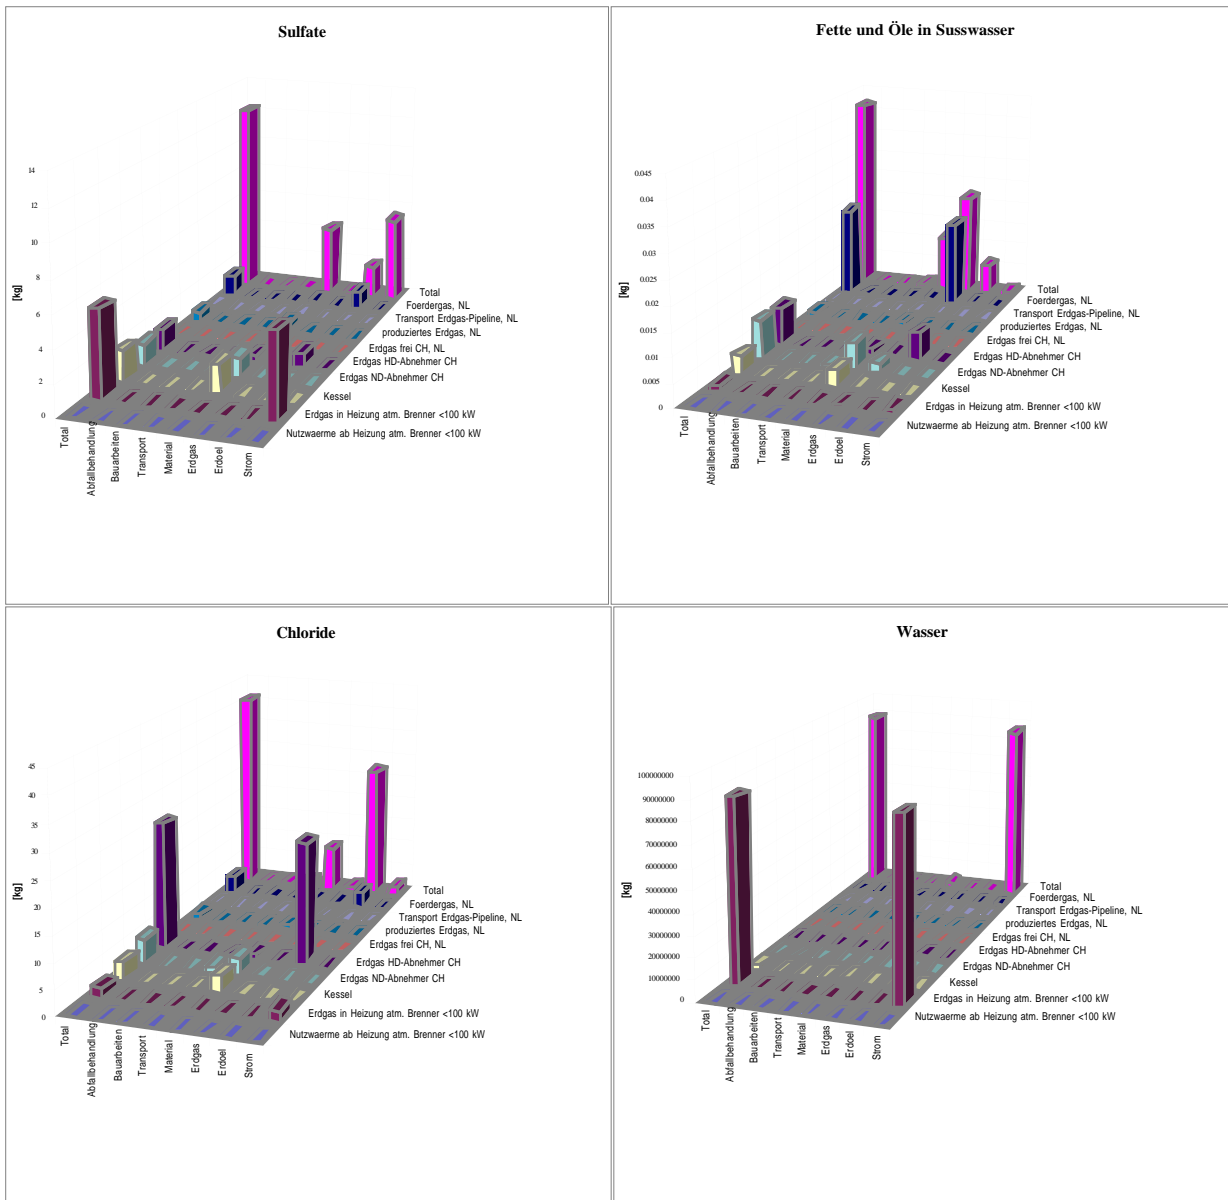 Sulfate
14
12
10
8
6
4
2
0
[kg]
Total
Foerdergas, NL
Transport Erdgas-Pipeline, NL
produziertes Erdgas, NL
Erdgas frei CH, NL
Erdgas HD-Abnehmer CH
Erdgas ND-Abnehmer CH
Kessel
Erdgas in Heizung atm. Brenner <100 kW
Nutzwaerme ab Heizung atm. Brenner <100 kW
Total
Abfallbehandlung
Bauarbeiten
Transport
Material
Erdgas
Erdoel
Strom
Fette und Öle in Susswasser
0.045
0.04
0.035
0.03
0.025
0.02
0.015
0.01
0.005
0
[kg]
Total
Foerdergas, NL
Transport Erdgas-Pipeline, NL
produziertes Erdgas, NL
Erdgas frei CH, NL
Erdgas HD-Abnehmer CH
Erdgas ND-Abnehmer CH
Kessel
Erdgas in Heizung atm. Brenner <100 kW
Nutzwaerme ab Heizung atm. Brenner <100 kW
Total
Abfallbehandlung
Bauarbeiten
Transport
Material
Erdgas
Erdoel
Strom
Chloride
45
40
35
30
25
20
15
10
5
0
[kg]
Total
Foerdergas, NL
Transport Erdgas-Pipeline, NL
produziertes Erdgas, NL
Erdgas frei CH, NL
Erdgas HD-Abnehmer CH
Erdgas ND-Abnehmer CH
Kessel
Erdgas in Heizung atm. Brenner <100 kW
Nutzwaerme ab Heizung atm. Brenner <100 kW
Total
Abfallbehandlung
Bauarbeiten
Transport
Material
Erdgas
Erdoel
Strom
Wasser
10000000
90000000
80000000
70000000
60000000
50000000
40000000
30000000
20000000
10000000
0
[kg]
Total
Foerdergas, NL
Transport Erdgas-Pipeline, NL
produziertes Erdgas, NL
Erdgas frei CH, NL
Erdgas HD-Abnehmer CH
Erdgas ND-Abnehmer CH
Kessel
Erdgas in Heizung atm. Brenner <100 kW
Nutzwaerme ab Heizung atm. Brenner <100 kW
Total
Abfallbehandlung
Bauarbeiten
Transport
Material
Erdgas
Erdoel
Strom